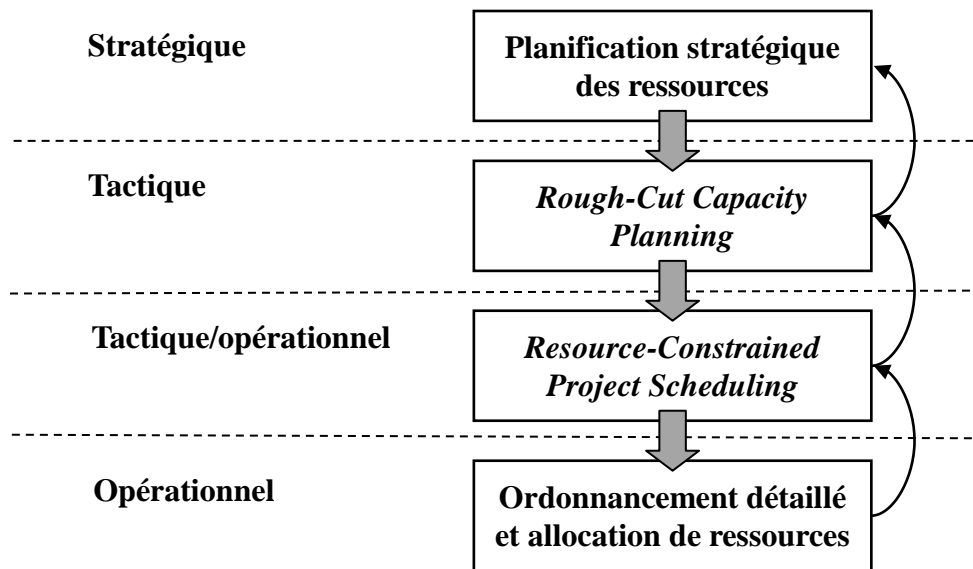 Stratégique
Planification stratégique
des ressources
Tactique
Rough-Cut Capacity
Planning
Tactique/opérationnel
Resource-Constrained
Project Scheduling
Opérationnel
Ordonnancement détaillé
et allocation de ressources